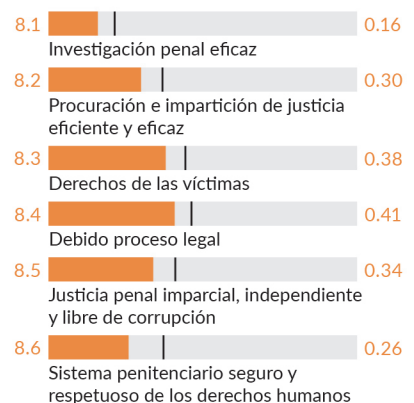 8.1 0.16
Investigación penal eficaz
8.2 0.30
Procuración e impartición de justicia
eficiente y eficaz
8.3 0.38
Derechos de las víctimas
8.4 0.41
Debido proceso legal
8.5 0.34
Justicia penal imparcial, independiente
y libre de corrupción
8.6 0.26
Sistema penitenciario seguro y
respetuoso de los derechos humanos